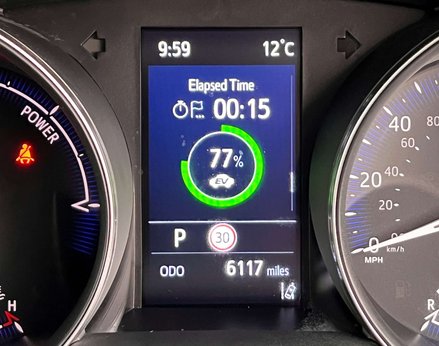 9:59 12°C
Elapsed Time
00:15
77%
EV
P 30
ODO 6117 miles
POWER
H
80
40
60
20
0
MPH
km/h
R